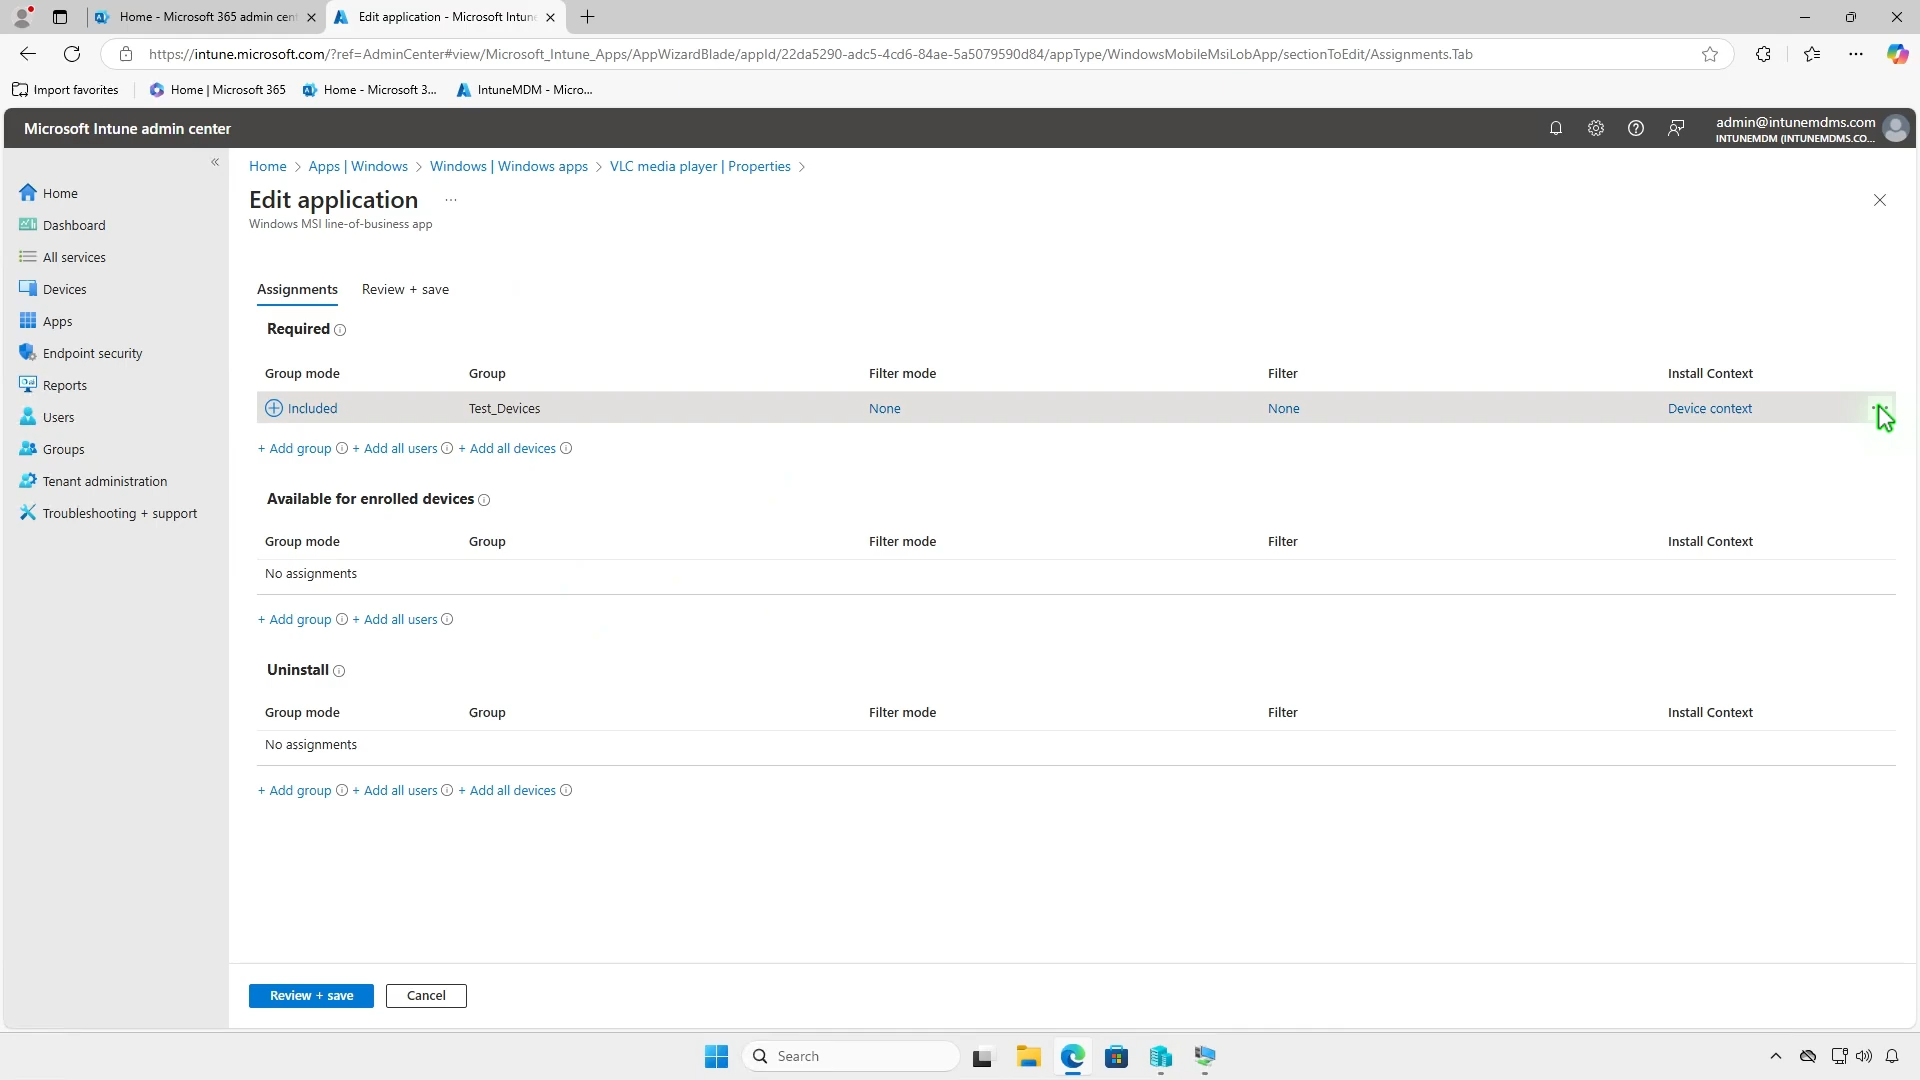 Home - Microsoft 365 admin cent
Edit application - Microsoft Intune
https://intune.microsoft.com/?ref=AdminCenter#view/Microsoft_Intune_Apps/AppWizardBlade/appId/22da5290-adc5-4cd6-84ae-5a5079590d84/appType/WindowsMobileMsiLobApp/sectionToEdit/Assignments.Tab
Import favorites
Home | Microsoft 365
Home - Microsoft 3...
IntuneMDM - Micro...
Microsoft Intune admin center
admin@intunemdms.com
INTUNEMDM (INTUNEMDMS.CO...
Home
Dashboard
All services
Devices
Apps
Endpoint security
Reports
Users
Groups
Tenant administration
Troubleshooting + support
Home > Apps | Windows > Windows | Windows apps > VLC media player | Properties >
Edit application ...
Windows MSI line-of-business app
Assignments Review + save
Required
Group mode Group Filter mode Filter Install Context
Included Test_Devices None None Device context
+ Add group + Add all users + Add all devices
Available for enrolled devices
Group mode Group Filter mode Filter Install Context
No assignments
+ Add group + Add all users
Uninstall
Group mode Group Filter mode Filter Install Context
No assignments
+ Add group + Add all users + Add all devices
Review + save Cancel
Search